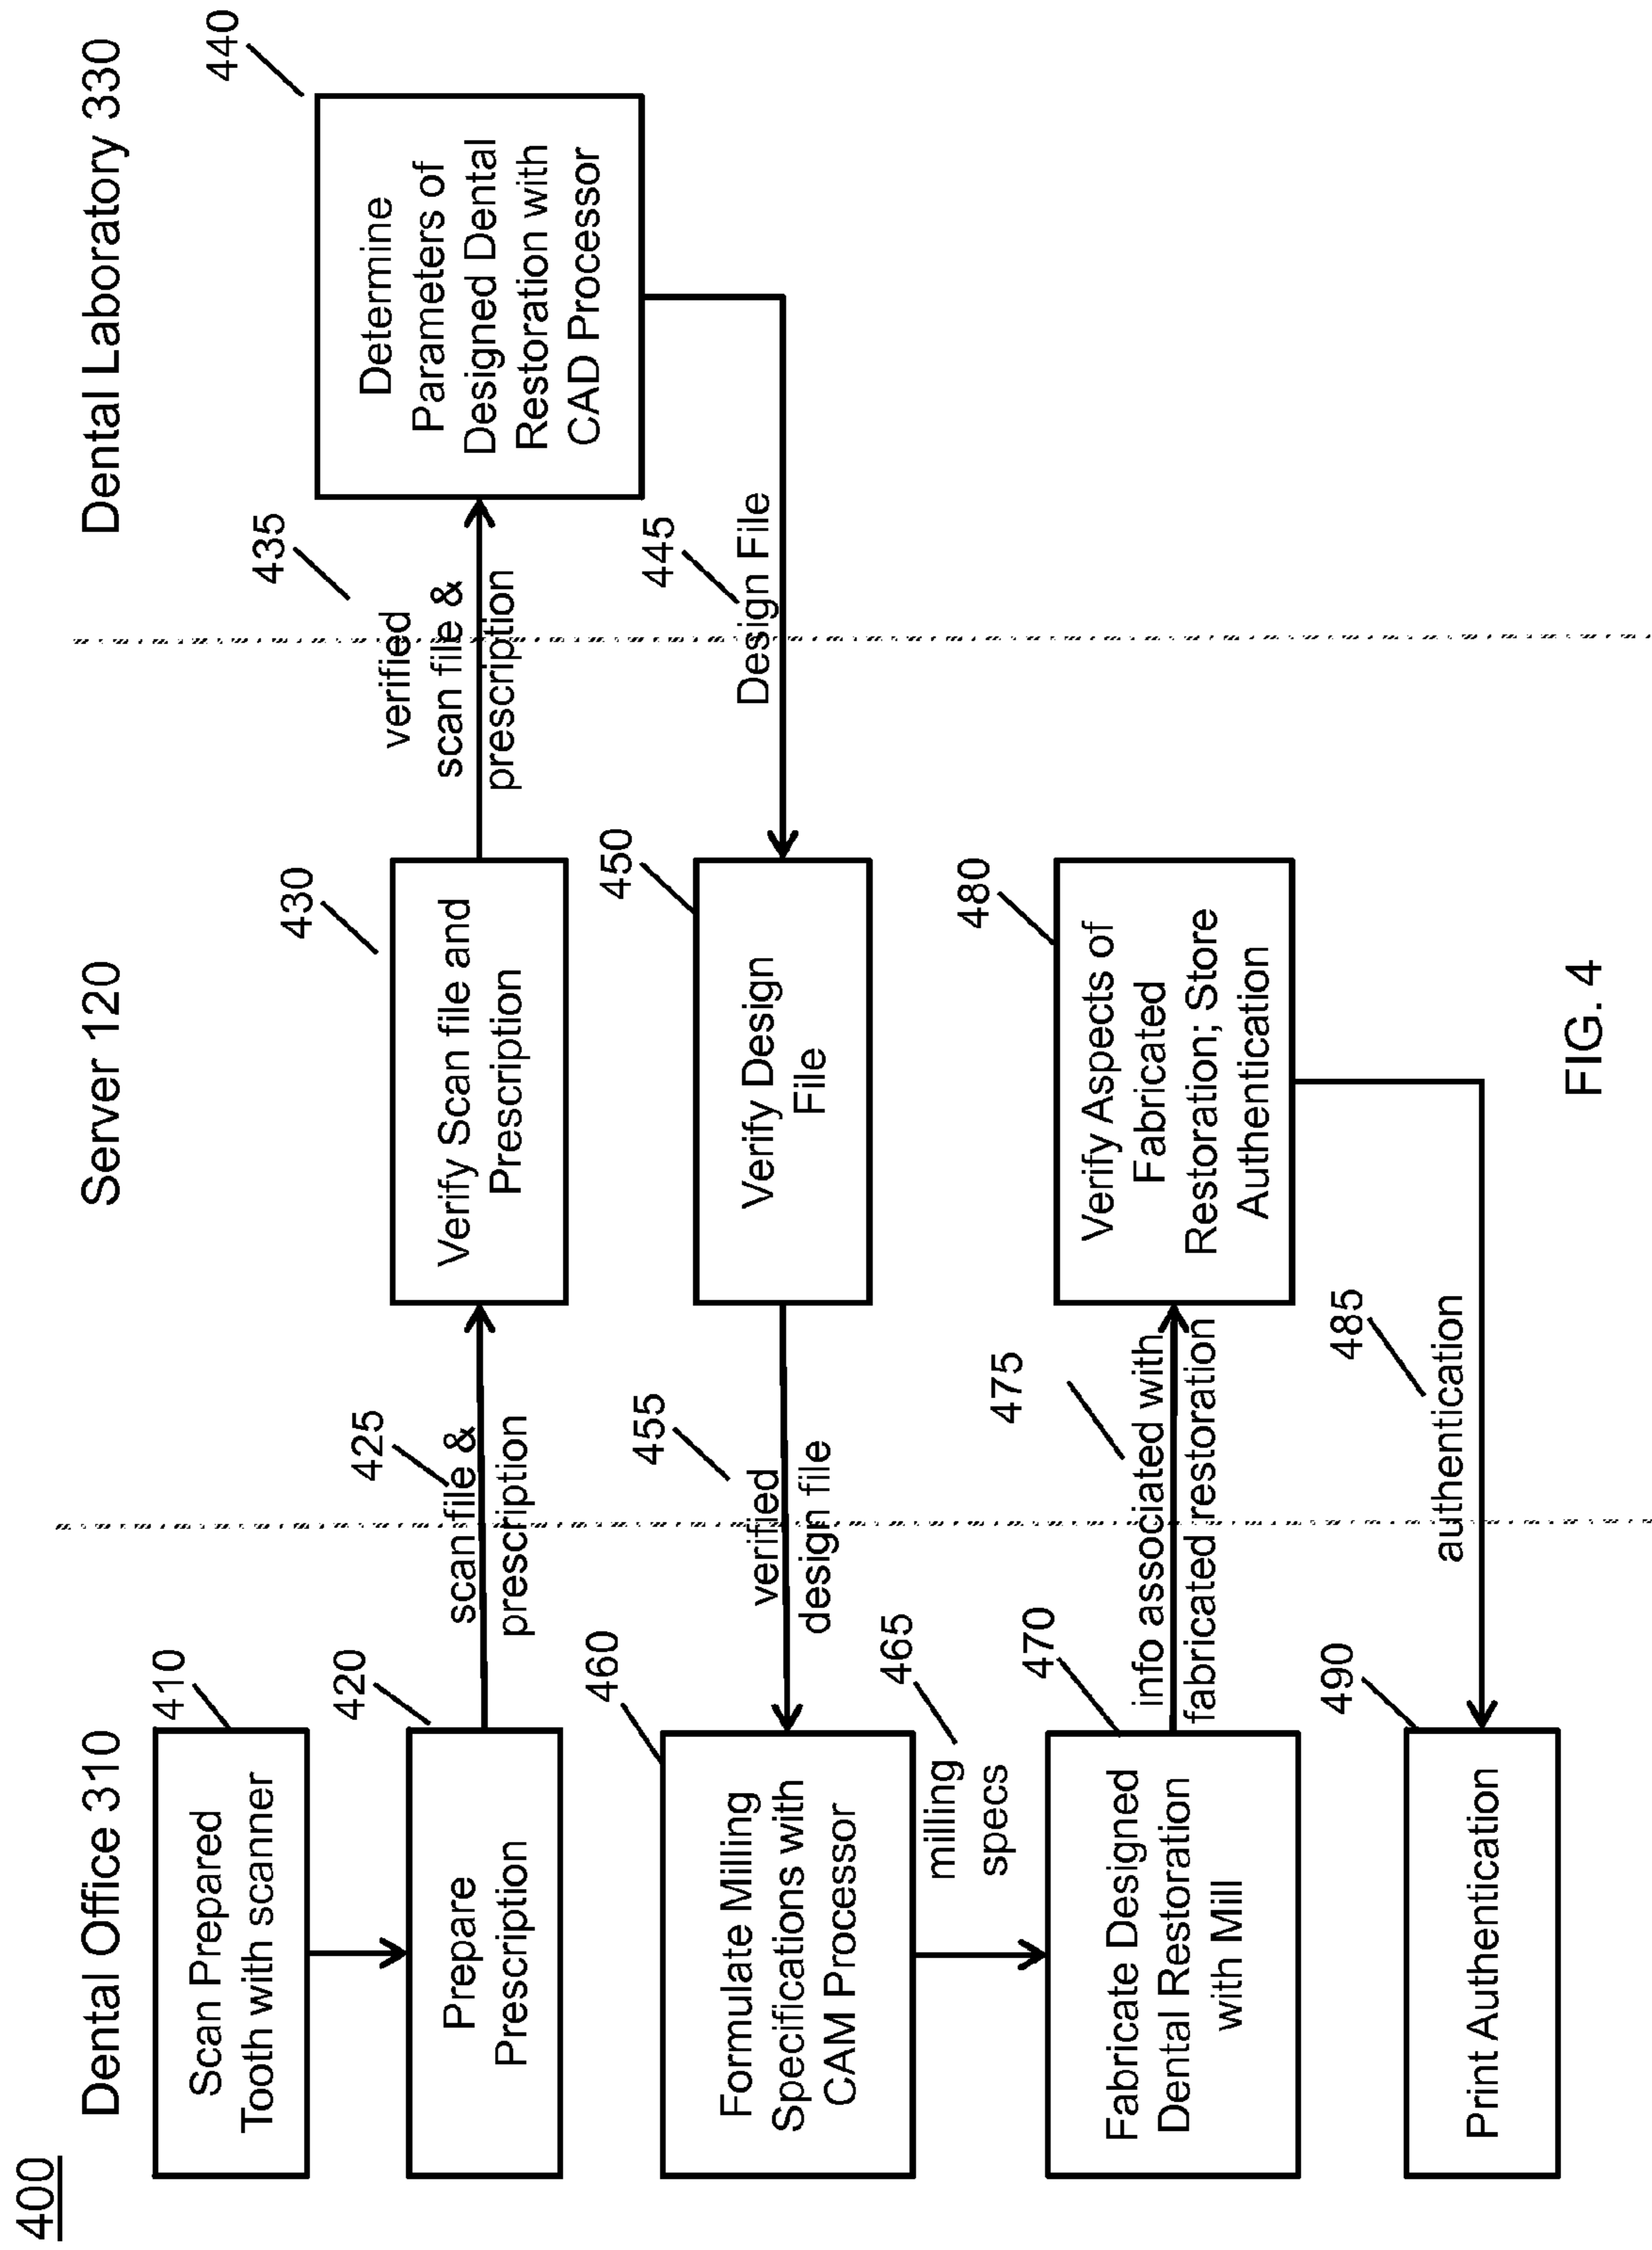 400
Dental Office 310
Server 120
Dental Laboratory 330
410
Scan Prepared
Tooth with scanner
420
Prepare
Prescription
425
scan file &
prescription
430
Verify Scan file and
Prescription
435
verified
scan file &
prescription
440
Determine
Parameters of
Designed Dental
Restoration with
CAD Processor
445
Design File
450
Verify Design
File
455
verified
design file
460
Formulate Milling
Specifications with
CAM Processor
465
milling
specs
470
Fabricate Designed
Dental Restoration
with Mill
475
info associated with
fabricated restoration
480
Verify Aspects of
Fabricated
Restoration; Store
Authentication
485
authentication
490
Print Authentication
FIG. 4